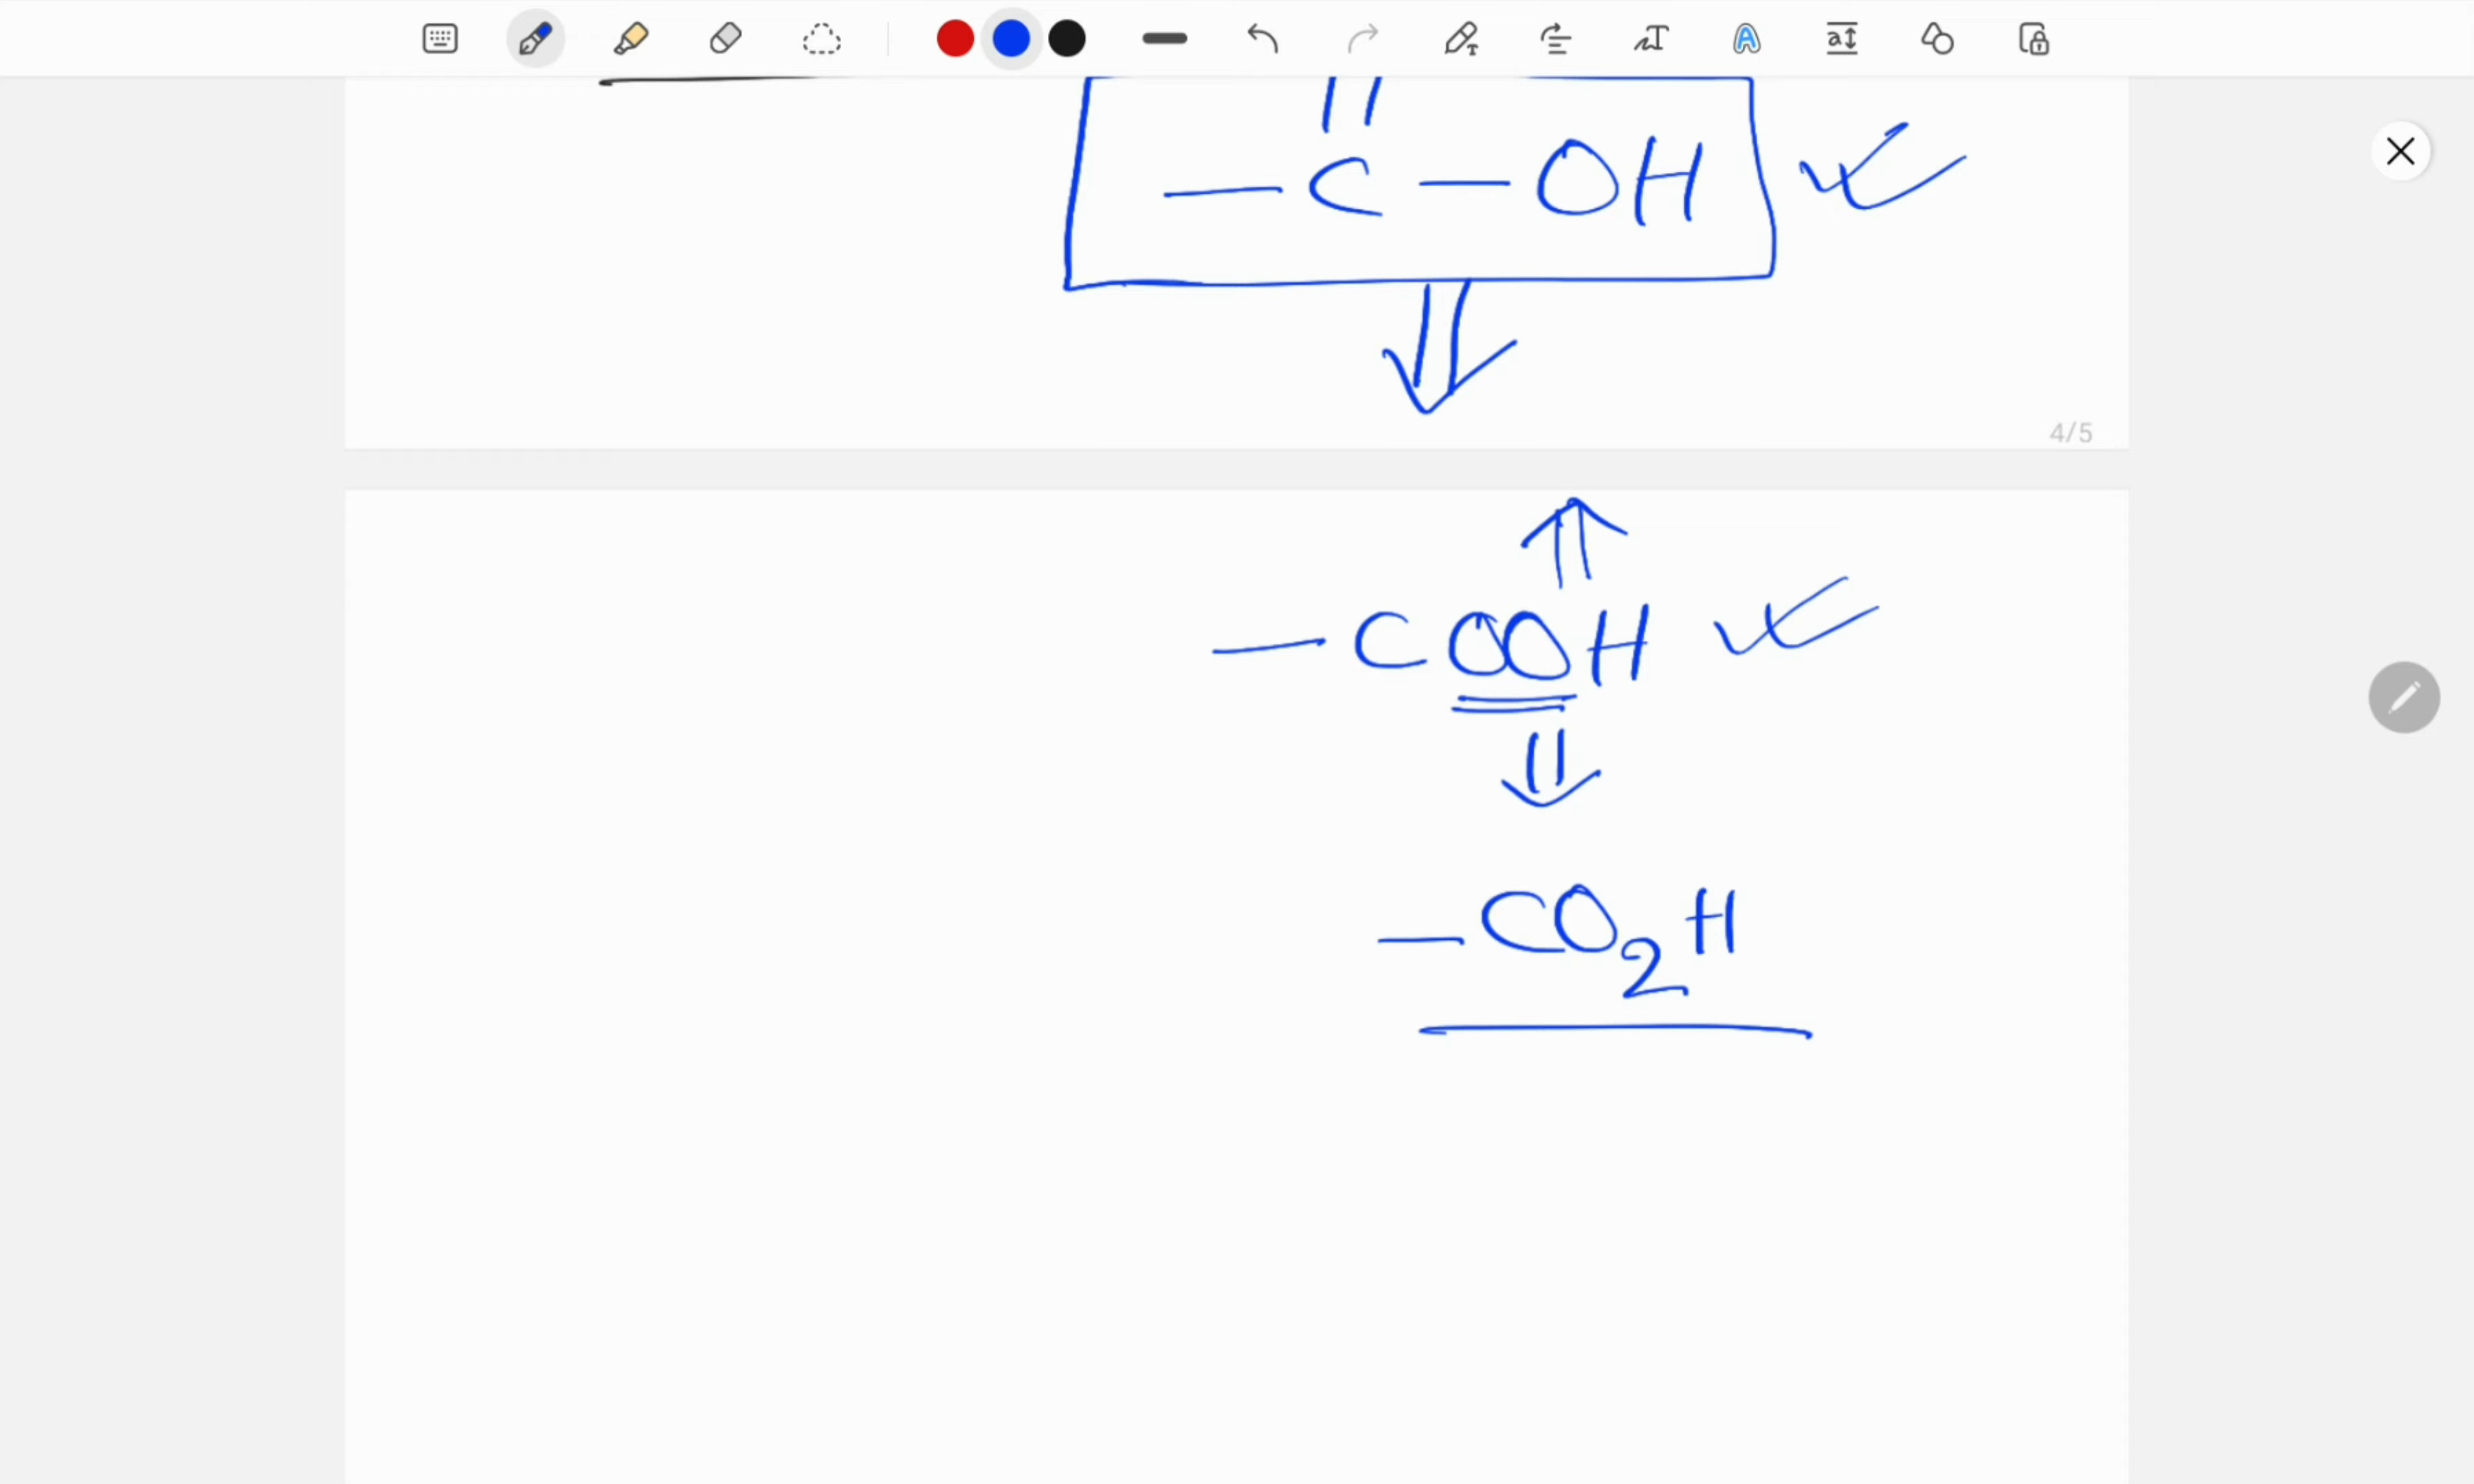 — C — OH
4/5
— COOH
— CO₂H